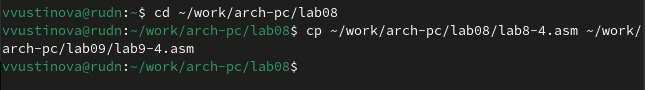 vvustinova@rudn:~$ cd ~/work/arch-pc/lab08
vvustinova@rudn:~/work/arch-pc/lab08$ cp ~/work/arch-pc/lab08/lab8-4.asm ~/work/
arch-pc/lab09/lab9-4.asm
vvustinova@rudn:~/work/arch-pc/lab08$